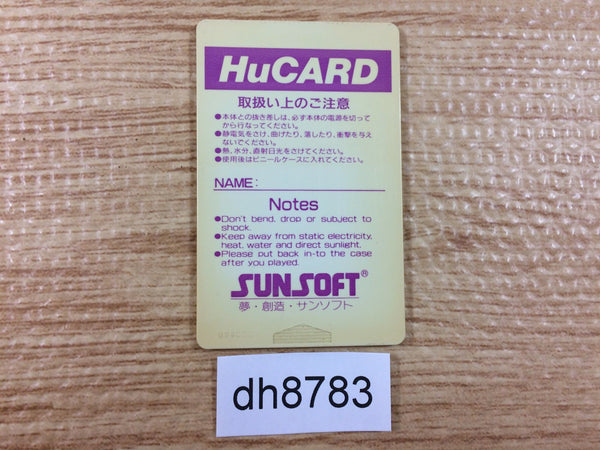 HuCARD
取扱い上のご注意
●本体との抜き差しは、必ず本体の電源を切って
から行なってください。
●静電気をさけ、曲げたり、落したり、衝撃を与え
ないでください。
●熱、水分、直射日光をさけてください。
●使用後はビニールケースに入れてください。
NAME:
Notes
●Don't bend, drop or subject to
shock.
●Keep away from static electricity,
heat, water and direct sunlight.
●Please put back in-to the case
after you played.
SUNSOFT®
夢・創造・サンソフト
dh8783